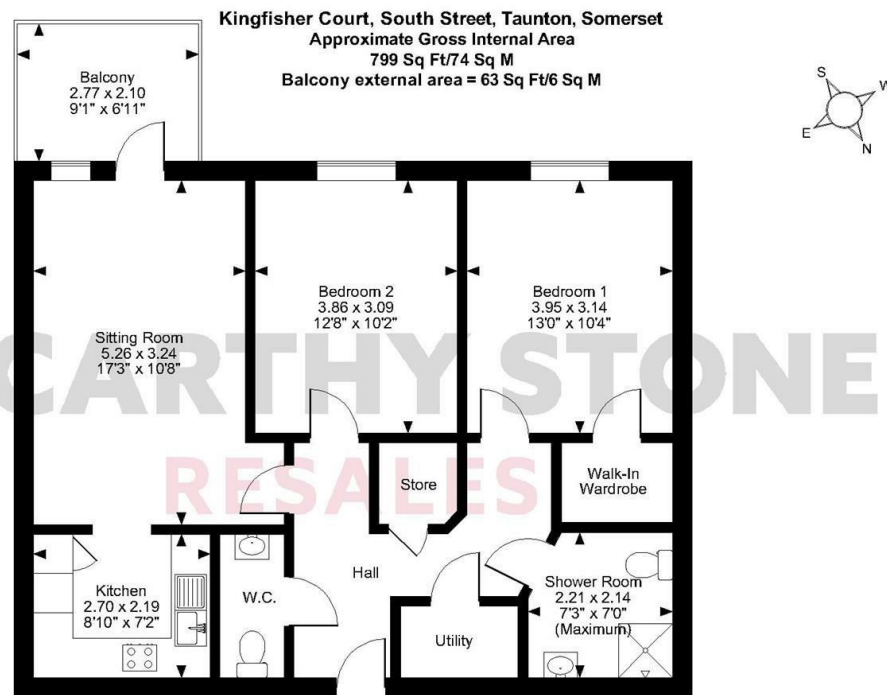 Kingfisher Court, South Street, Taunton, Somerset
Approximate Gross Internal Area
799 Sq Ft/74 Sq M
Balcony external area = 63 Sq Ft/6 Sq M
S
W
E
N
Balcony
2.77 x 2.10
9'1" x 6'11"
Sitting Room
5.26 x 3.24
17'3" x 10'8"
Bedroom 2
3.86 x 3.09
12'8" x 10'2"
Bedroom 1
3.95 x 3.14
13'0" x 10'4"
CARTHY STONE
RESALES
Store
Walk-In
Wardrobe
Kitchen
2.70 x 2.19
8'10" x 7'2"
W.C.
Hall
Utility
Shower Room
2.21 x 2.14
7'3" x 7'0"
(Maximum)